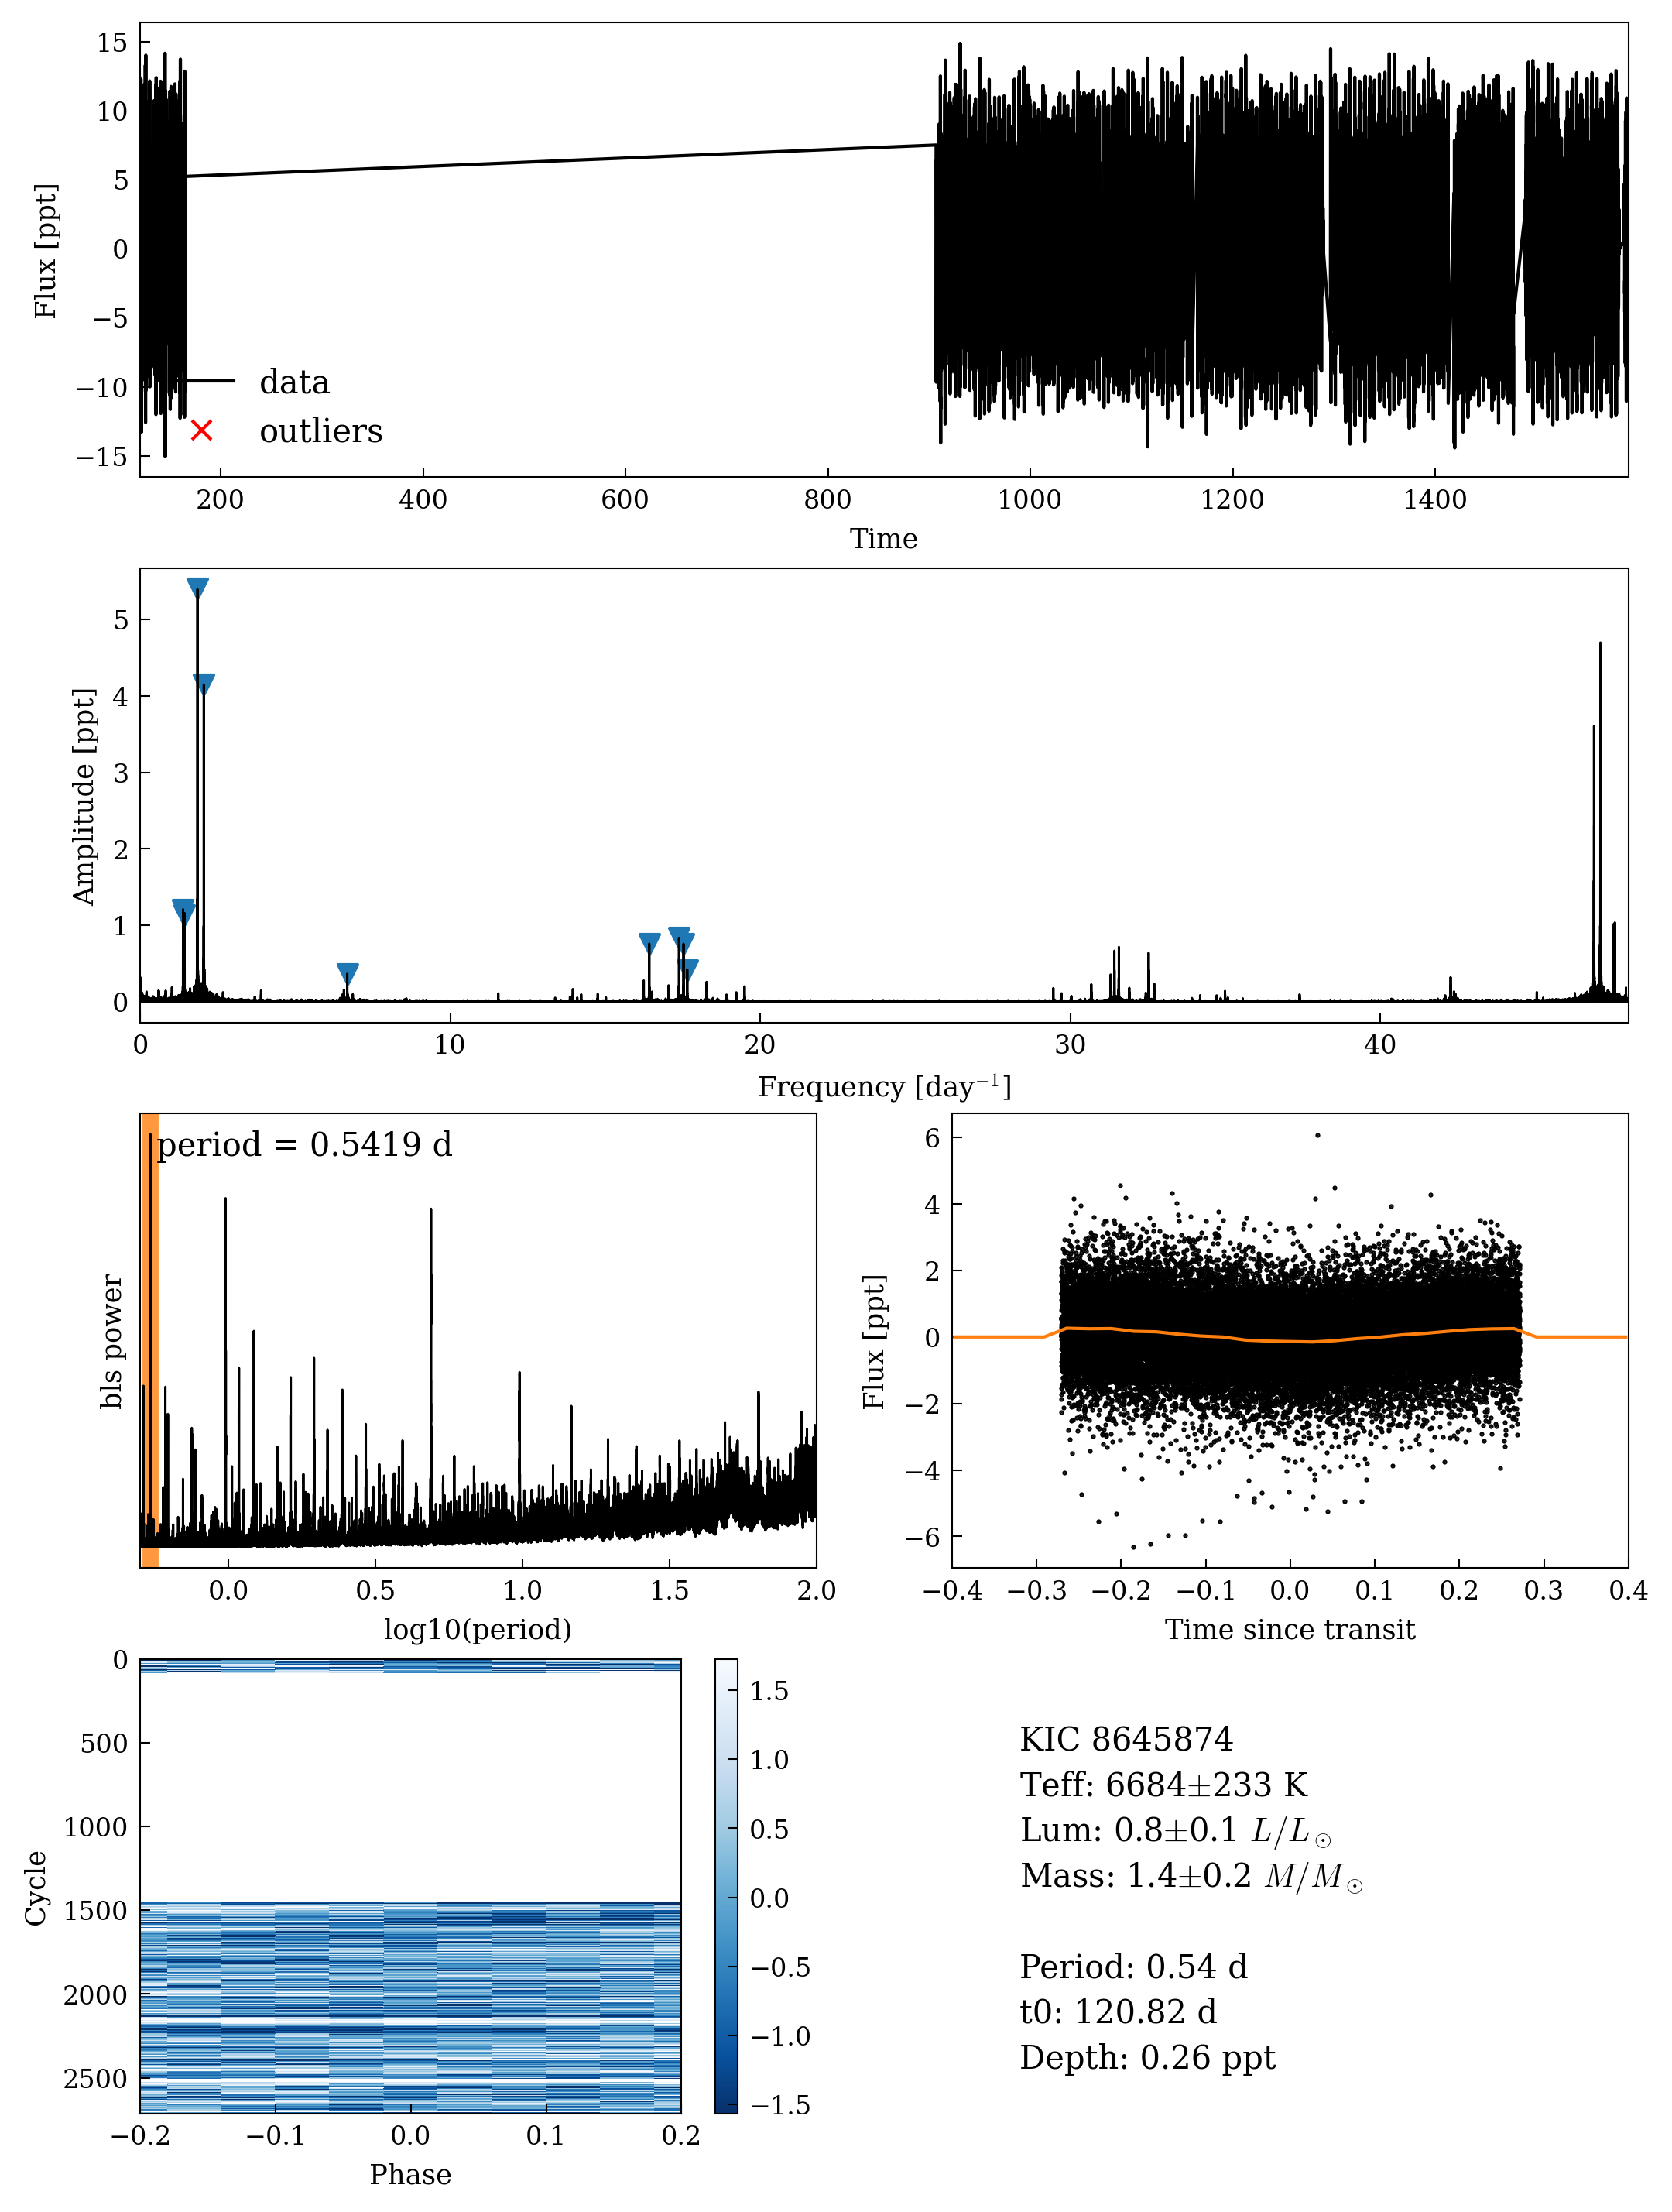 15
10
5
0
−5
−10
−15
Flux [ppt]
data
outliers
200 400 600 800 1000 1200 1400
Time
5
4
3
2
1
0
Amplitude [ppt]
0 10 20 30 40
Frequency [day⁻¹]
period = 0.5419 d
bls power
0.0 0.5 1.0 1.5 2.0
log10(period)
6
4
2
0
−2
−4
−6
Flux [ppt]
−0.4 −0.3 −0.2 −0.1 0.0 0.1 0.2 0.3 0.4
Time since transit
0
500
1000
1500
2000
2500
Cycle
−0.2 −0.1 0.0 0.1 0.2
Phase
1.5
1.0
0.5
0.0
−0.5
−1.0
−1.5
KIC 8645874
Teff: 6684±233 K
Lum: 0.8±0.1 L/L⊙
Mass: 1.4±0.2 M/M⊙
Period: 0.54 d
t0: 120.82 d
Depth: 0.26 ppt